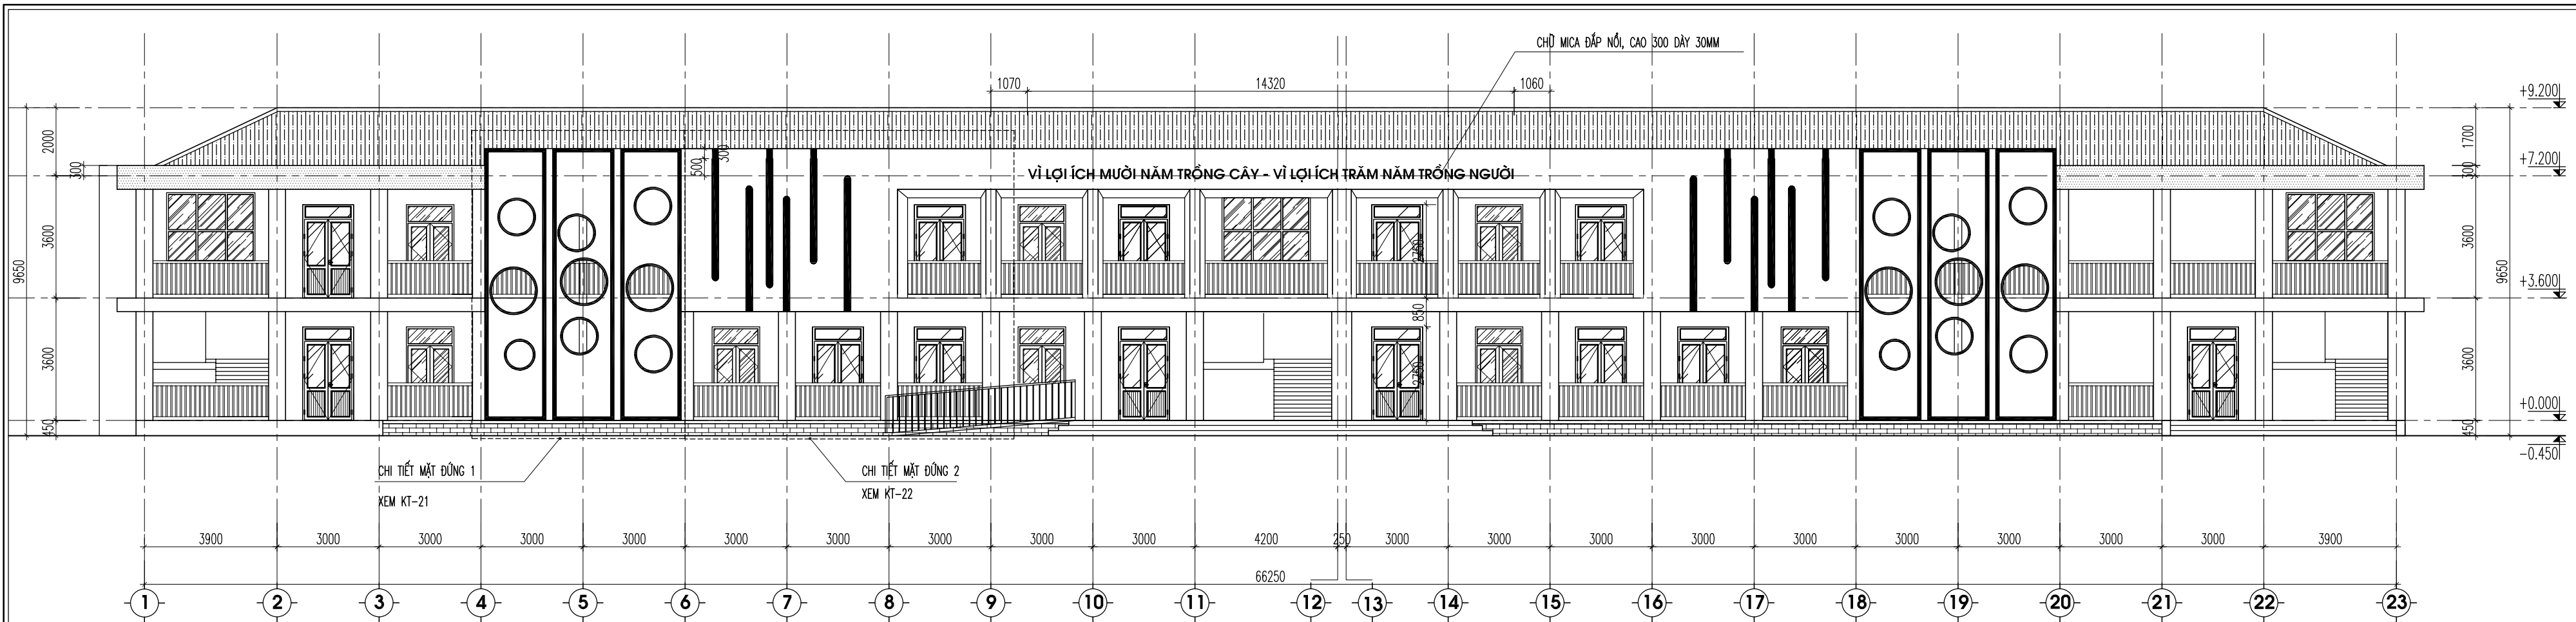 CHỮ MICA ĐẮP NỔI, CAO 300 DÀY 30MM
1070 14320 1060
+9.200
2000 1700
300 500 300 300
+7.200
VÌ LỢI ÍCH MƯỜI NĂM TRỒNG CÂY - VÌ LỢI ÍCH TRĂM NĂM TRỒNG NGƯỜI
3600 2750 3600
9650 9650
+3.600
850
3600 2750 3600
+0.000
450 450
-0.450
CHI TIẾT MẶT ĐỨNG 1
XEM KT-21
CHI TIẾT MẶT ĐỨNG 2
XEM KT-22
3900 3000 3000 3000 3000 3000 3000 3000 3000 4200 250 3000 3000 3000 3000 3000 3000 3000 3000 3900
66250
1 2 3 4 5 6 7 8 9 10 11 12 13 14 15 16 17 18 19 20 21 22 23